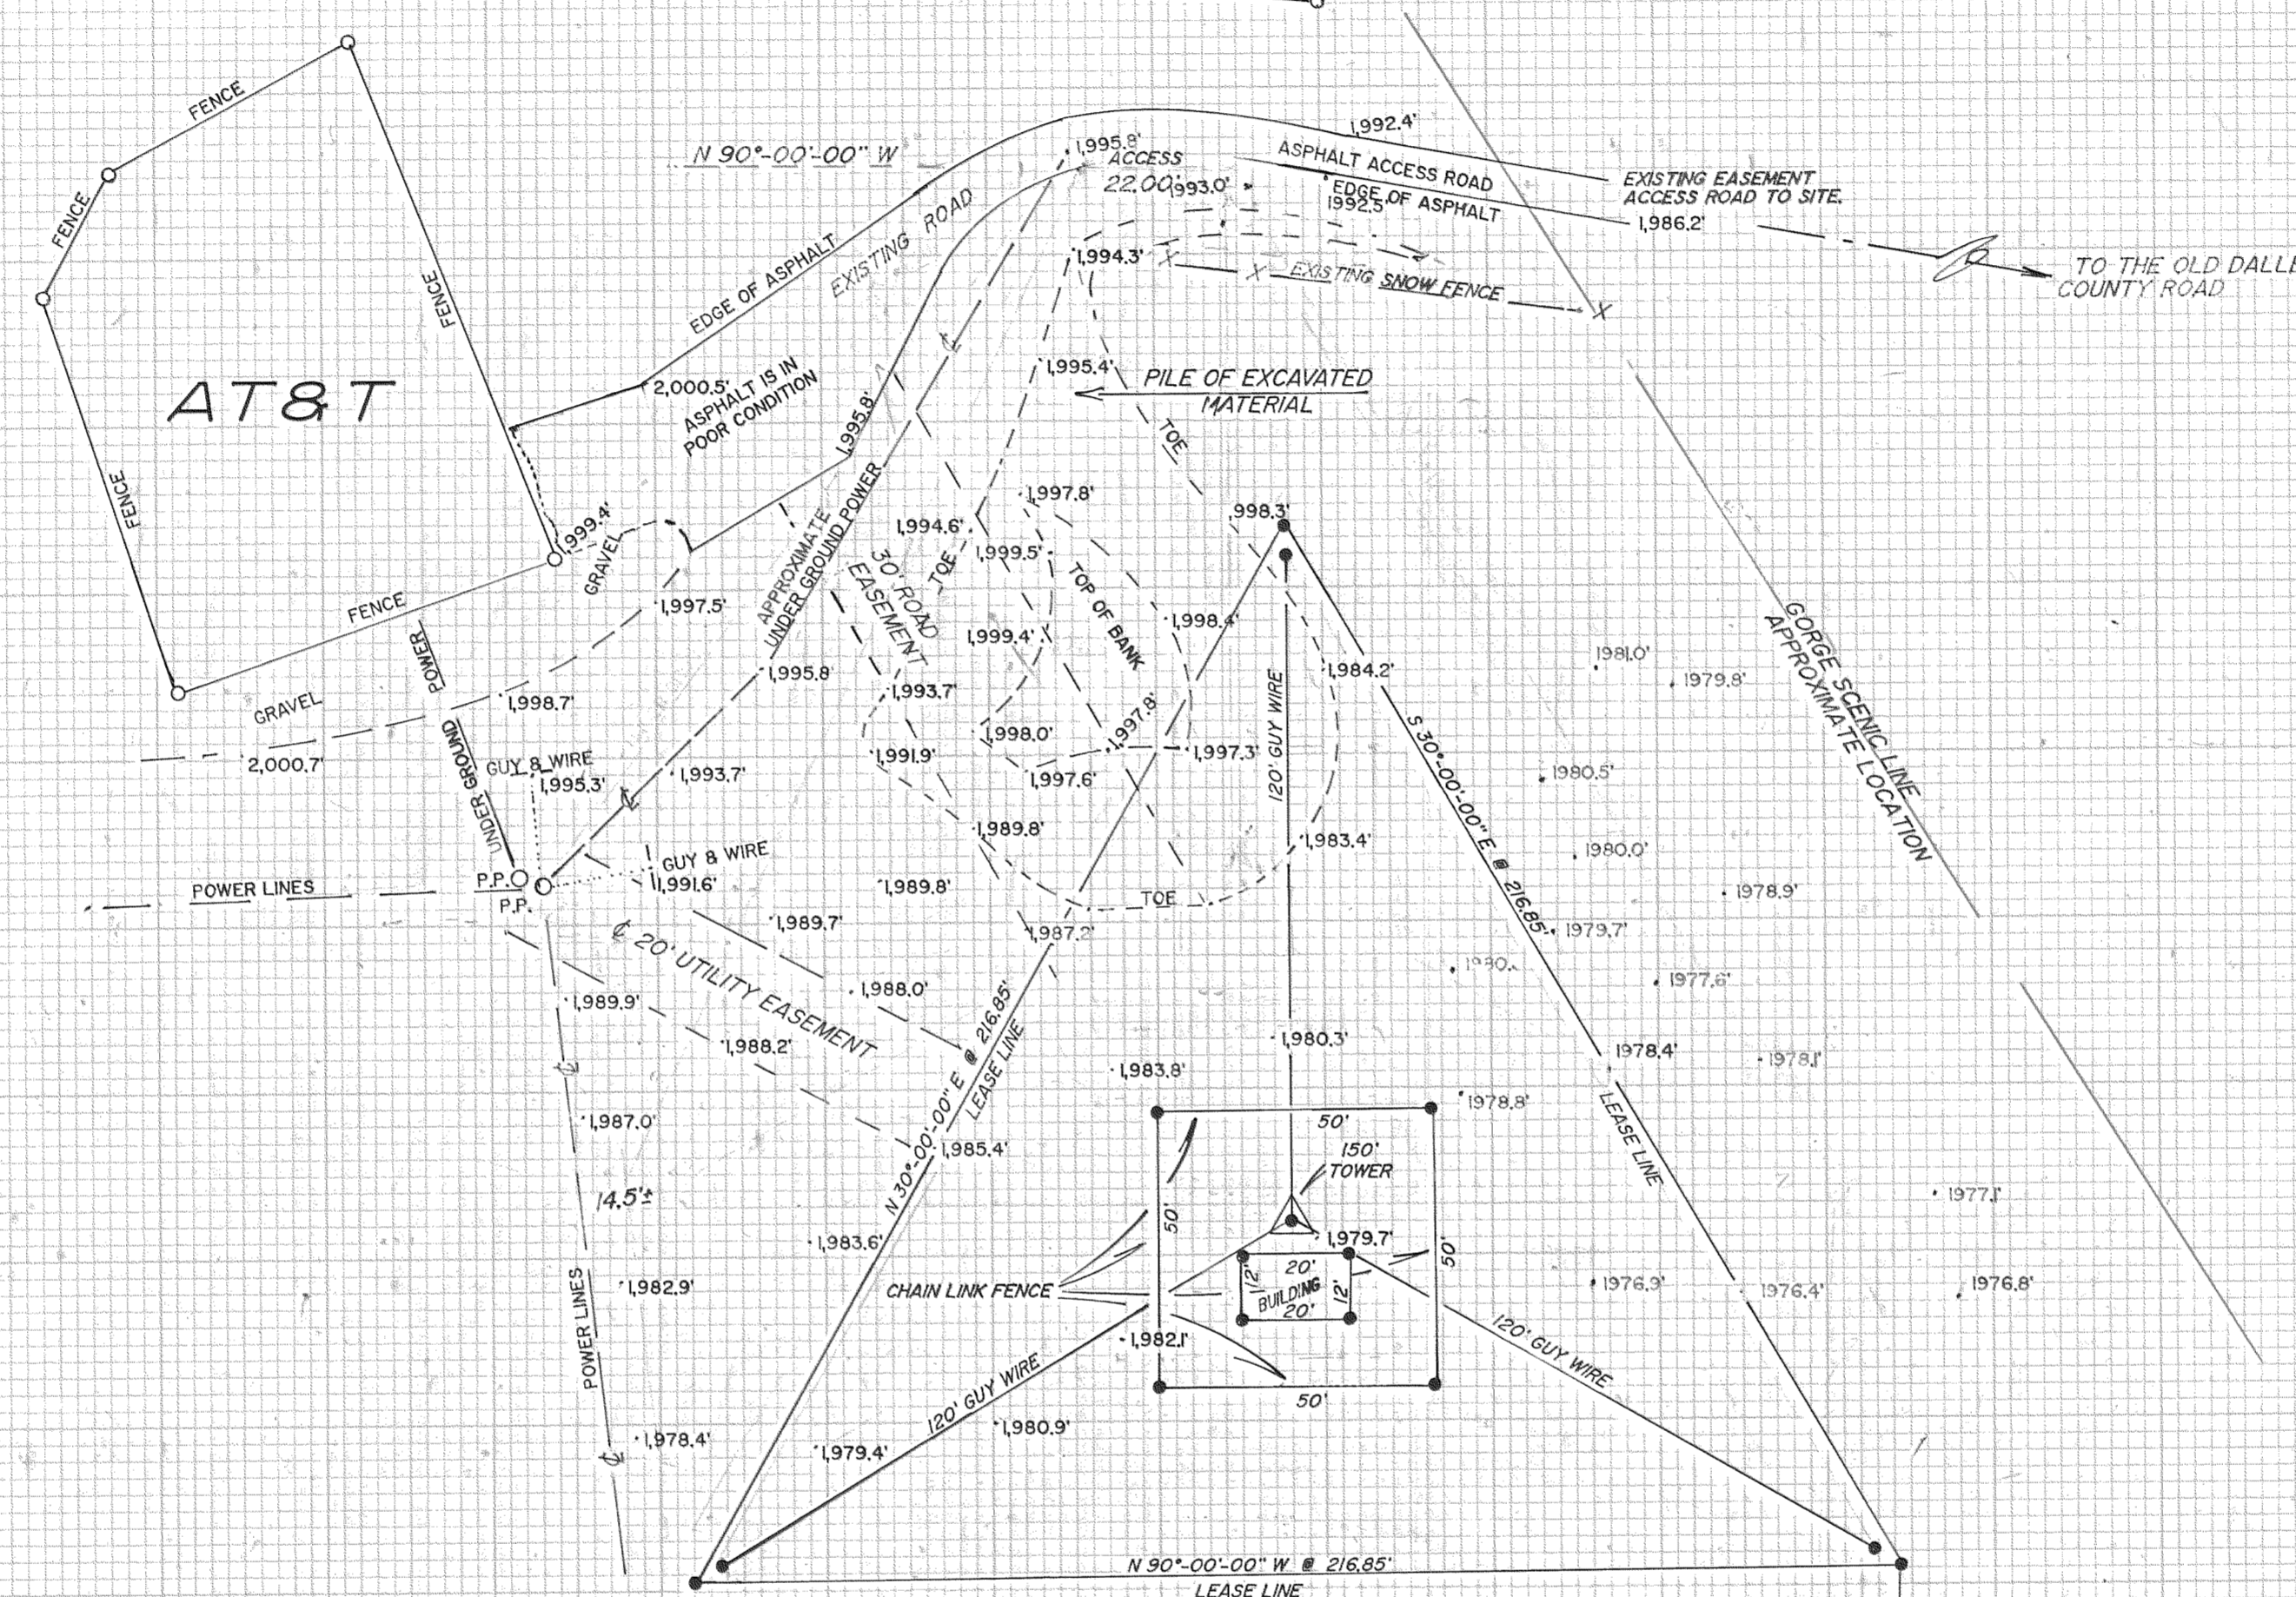 FENCE
FENCE
FENCE
FENCE
FENCE
AT&T
N 90°-00'-00" W
1,992.4'
1,995.8'
ACCESS
22.00'
1,993.0'
ASPHALT ACCESS ROAD
EDGE OF ASPHALT
1992.5'
EXISTING EASEMENT
ACCESS ROAD TO SITE.
1,986.2'
TO THE OLD DALLE
COUNTY ROAD
1,994.3'
X X EXISTING SNOW FENCE X
EDGE OF ASPHALT
EXISTING ROAD
2,000.5'
ASPHALT IS IN
POOR CONDITION
1,995.8'
1,995.4'
PILE OF EXCAVATED
MATERIAL
TOE
1,999.4'
GRAVEL
1,997.5'
APPROXIMATE
UNDER GROUND POWER
30' ROAD
EASEMENT
1,994.6'
TOE
1,997.8'
1,999.5'
TOP OF BANK
1,998.4'
,998.3'
1,999.4'
1,984.2'
1,995.8'
1,993.7'
1,998.0'
1,991.9'
1,997.8'
1,997.3'
1,997.6'
120' GUY WIRE
S 30°-00'-00" E @ 216.85'
GORGE SCENIC LINE
APPROXIMATE LOCATION
1981.0'
1979.8'
1980.5'
1980.0'
1978.9'
1979.7'
1977.6'
1978.4'
1978.1'
1978.8'
1977.1'
1976.9'
1976.4'
1976.8'
GRAVEL
2,000.7'
UNDER GROUND POWER
1,998.7'
GUY & WIRE
1,995.3'
1,993.7'
GUY & WIRE
1,991.6'
POWER LINES
P.P.
P.P.
1,989.8'
1,989.8'
1,983.4'
1,989.7'
TOE
1,987.2'
℄ 20' UTILITY EASEMENT
1,988.0'
1,989.9'
1,988.2'
1,987.0'
14.5'±
N 30°-00'-00" E @ 216.85'
LEASE LINE
1,985.4'
1,983.8'
1,980.3'
50'
150'
TOWER
50'
50'
1,979.7'
20'
12'
BUILDING
12'
20'
50'
CHAIN LINK FENCE
LEASE LINE
1,983.6'
1,982.9'
POWER LINES
1,982.1'
120' GUY WIRE
120' GUY WIRE
1,978.4'
1,979.4'
1,980.9'
N 90°-00'-00" W @ 216.85'
LEASE LINE